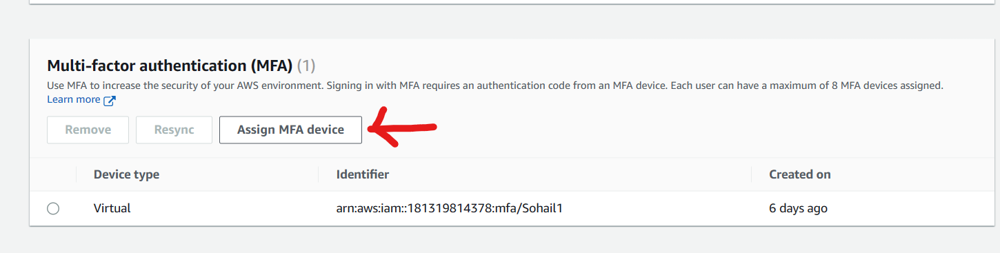 Multi-factor authentication (MFA) (1)
Use MFA to increase the security of your AWS environment. Signing in with MFA requires an authentication code from an MFA device. Each user can have a maximum of 8 MFA devices assigned.
Learn more
Remove Resync Assign MFA device
Device type Identifier Created on
Virtual arn:aws:iam::181319814378:mfa/Sohail1 6 days ago